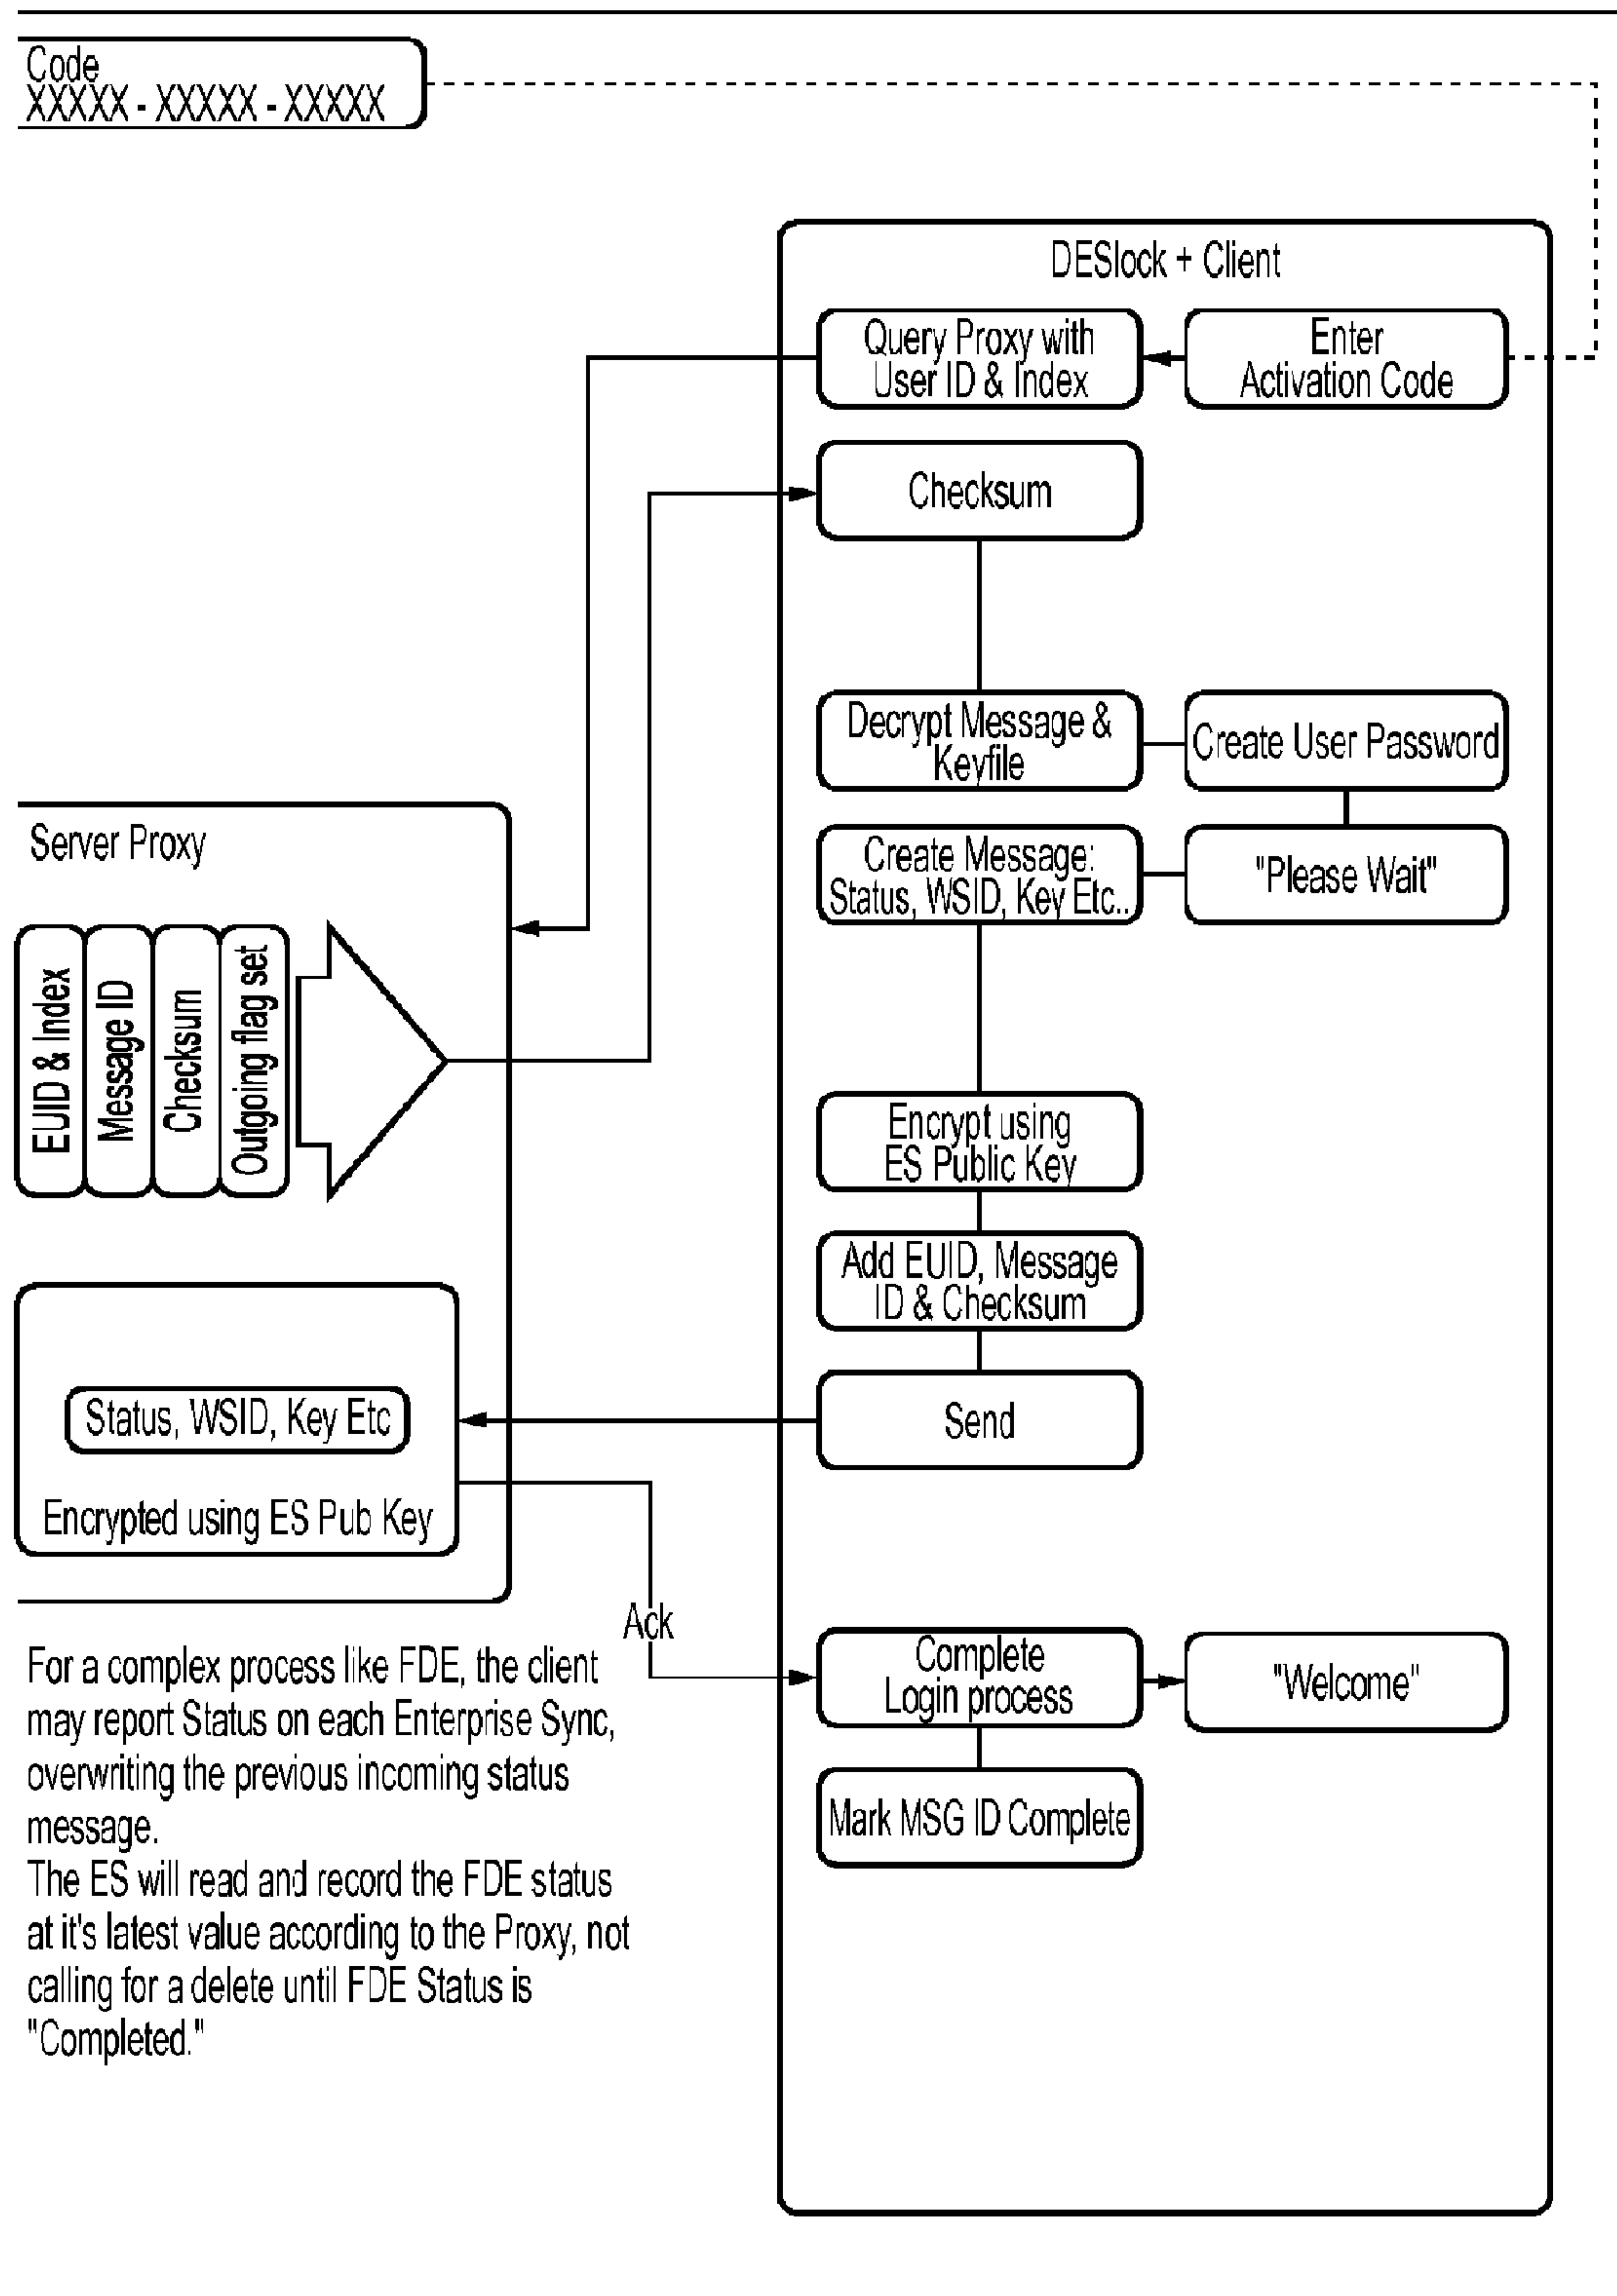 Code
XXXXX - XXXXX - XXXXX
DESlock + Client
Query Proxy with
User ID & Index
Enter
Activation Code
Checksum
Decrypt Message &
Keyfile
Create User Password
Create Message:
Status, WSID, Key Etc..
"Please Wait"
Server Proxy
EUID & Index
Message ID
Checksum
Outgoing flag set
Encrypt using
ES Public Key
Add EUID, Message
ID & Checksum
Send
Status, WSID, Key Etc
Encrypted using ES Pub Key
Ack
Complete
Login process
"Welcome"
Mark MSG ID Complete
For a complex process like FDE, the client
may report Status on each Enterprise Sync,
overwriting the previous incoming status
message.
The ES will read and record the FDE status
at it's latest value according to the Proxy, not
calling for a delete until FDE Status is
"Completed."